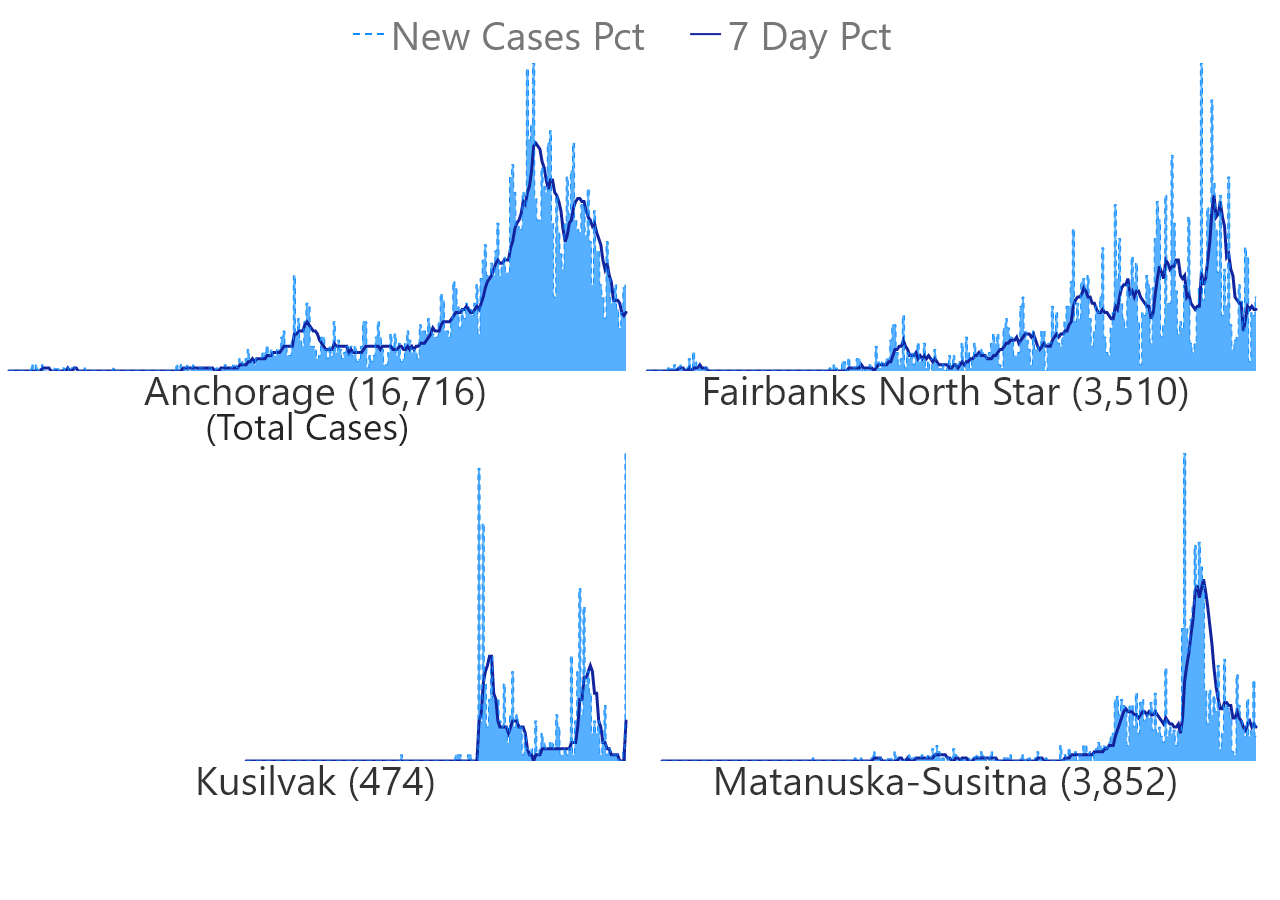 New Cases Pct 7 Day Pct
Anchorage (16,716)
(Total Cases)
Fairbanks North Star (3,510)
Kusilvak (474)
Matanuska-Susitna (3,852)